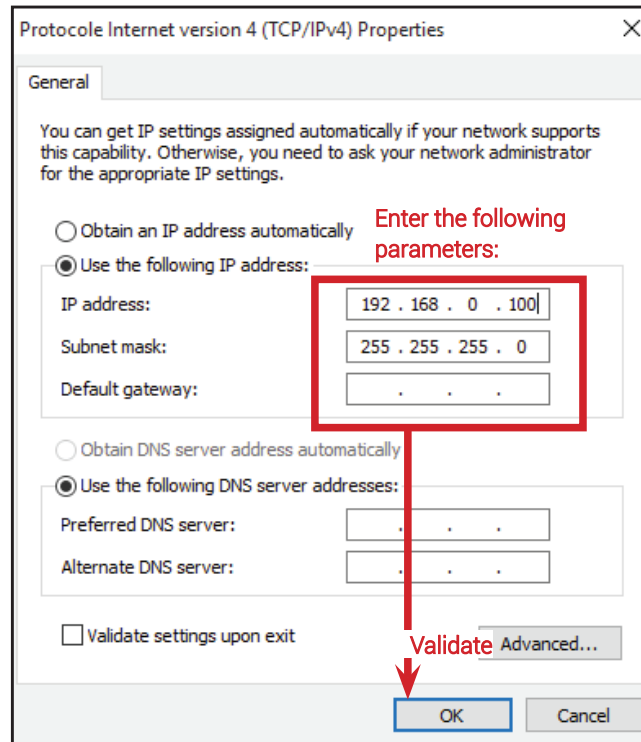 Protocole Internet version 4 (TCP/IPv4) Properties
General
You can get IP settings assigned automatically if your network supports
this capability. Otherwise, you need to ask your network administrator
for the appropriate IP settings.
Obtain an IP address automatically
Enter the following
parameters:
Use the following IP address:
IP address: 192 . 168 . 0 . 100
Subnet mask: 255 . 255 . 255 . 0
Default gateway: . . .
Obtain DNS server address automatically
Use the following DNS server addresses:
Preferred DNS server: . . .
Alternate DNS server: . . .
Validate settings upon exit
Validate Advanced...
OK Cancel